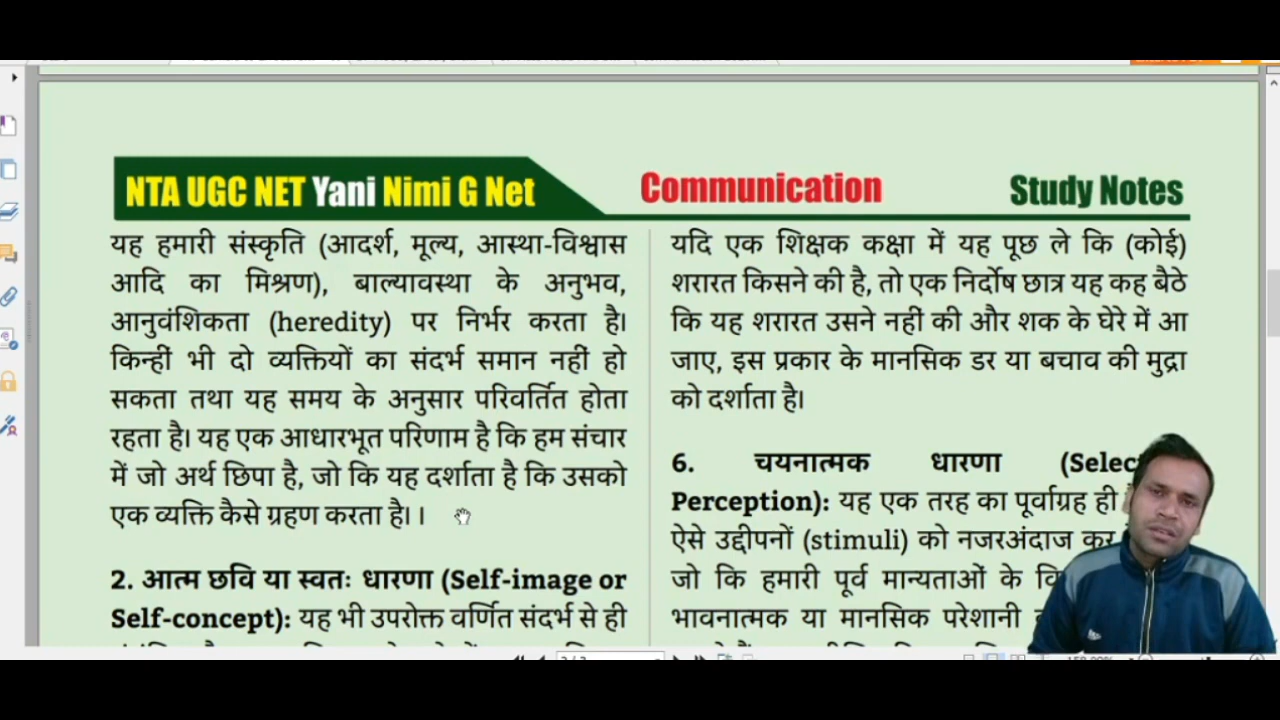 NTA UGC NET Yani Nimi G Net
Communication
Study Notes
यह हमारी संस्कृति (आदर्श, मूल्य, आस्था-विश्वास
आदि का मिश्रण), बाल्यावस्था के अनुभव,
आनुवंशिकता (heredity) पर निर्भर करता है।
किन्हीं भी दो व्यक्तियों का संदर्भ समान नहीं हो
सकता तथा यह समय के अनुसार परिवर्तित होता
रहता है। यह एक आधारभूत परिणाम है कि हम संचार
में जो अर्थ छिपा है, जो कि यह दर्शाता है कि उसको
एक व्यक्ति कैसे ग्रहण करता है। ।
2. आत्म छवि या स्वतः धारणा (Self-image or
Self-concept): यह भी उपरोक्त वर्णित संदर्भ से ही
यदि एक शिक्षक कक्षा में यह पूछ ले कि (कोई)
शरारत किसने की है, तो एक निर्दोष छात्र यह कह बैठे
कि यह शरारत उसने नहीं की और शक के घेरे में आ
जाए, इस प्रकार के मानसिक डर या बचाव की मुद्रा
को दर्शाता है।
6. चयनात्मक धारणा
Perception): यह एक तरह का पूर्वाग्रह ही
ऐसे उद्दीपनों (stimuli) को नजरअंदाज कर
जो कि हमारी पूर्व मान्यताओं के
भावनात्मक या मानसिक परेशानी